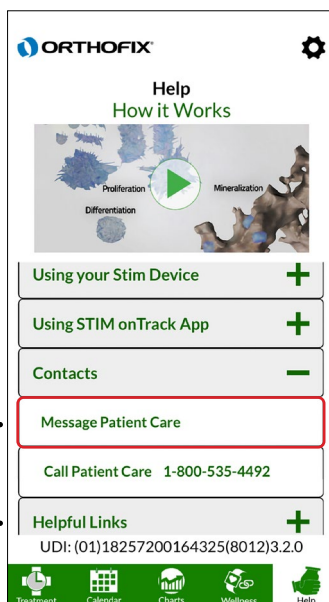 ORTHOFIX
Help
How it Works
Proliferation
Mineralization
Differentiation
Using your Stim Device
Using STIM onTrack App
Contacts
Message Patient Care
Call Patient Care 1-800-535-4492
Helpful Links
UDI: (01)18257200164325(8012)3.2.0
Treatment Calendar Charts Wellness Help